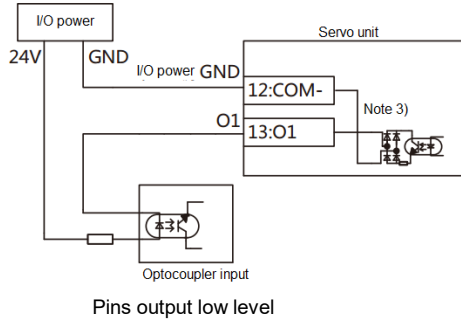 I/O power
Servo unit
24V
GND
I/O power GND
12:COM-
Note 3)
O1
13:O1
Optocoupler input
Pins output low level